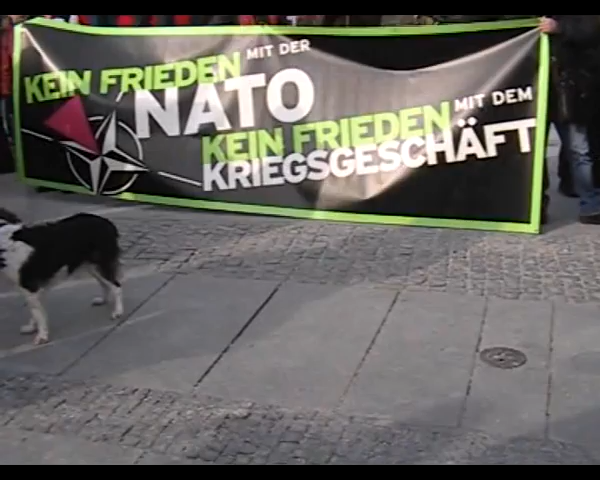 KEIN FRIEDEN MIT DER
NATO
KEIN FRIEDEN MIT DEM
KRIEGSGESCHÄFT